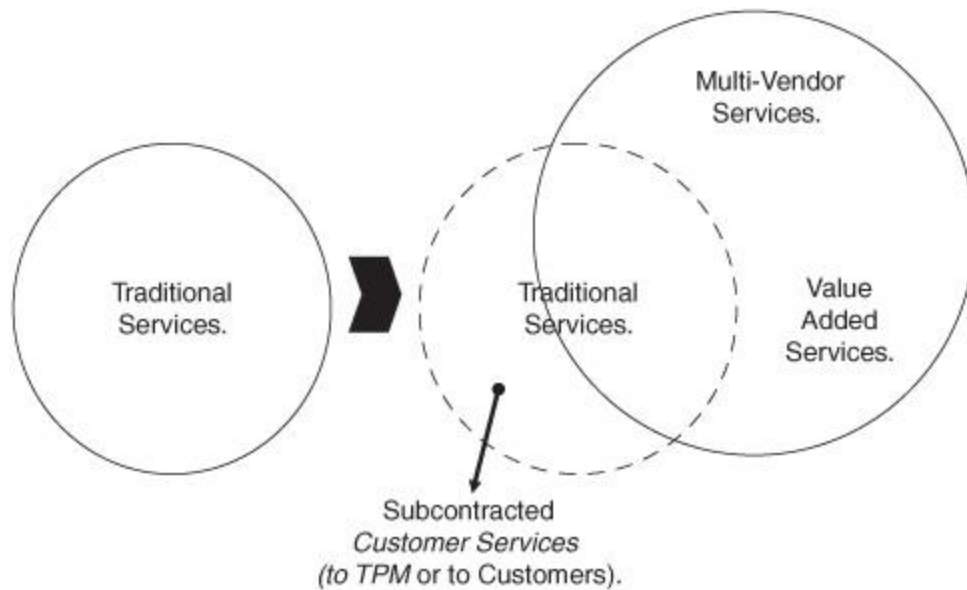 Traditional
Services.
Traditional
Services.
Multi-Vendor
Services.
Value
Added
Services.
Subcontracted
Customer Services
(to TPM or to Customers).